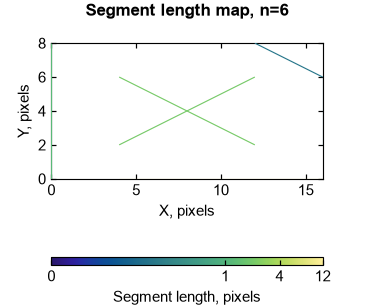 Segment length map, n=6
8
6
4
2
0
Y, pixels
0 5 10 15
X, pixels
0 1 4 12
Segment length, pixels